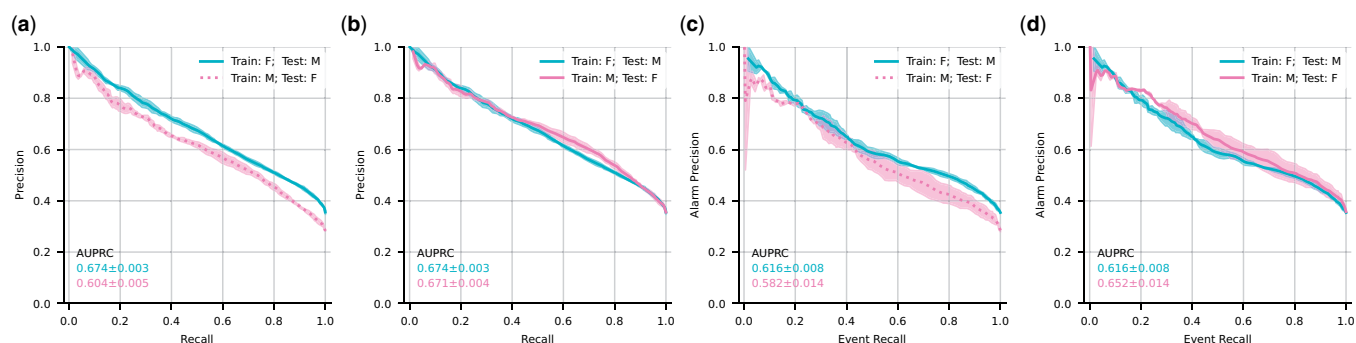 (a)
1.0
0.8
0.6
0.4
0.2
0.0
Precision
Train: F; Test: M
Train: M; Test: F
AUPRC
0.674±0.003
0.604±0.005
0.0 0.2 0.4 0.6 0.8 1.0
Recall
(b)
1.0
0.8
0.6
0.4
0.2
0.0
Precision
Train: F; Test: M
Train: M; Test: F
AUPRC
0.674±0.003
0.671±0.004
0.0 0.2 0.4 0.6 0.8 1.0
Recall
(c)
1.0
0.8
0.6
0.4
0.2
0.0
Alarm Precision
Train: F; Test: M
Train: M; Test: F
AUPRC
0.616±0.008
0.582±0.014
0.0 0.2 0.4 0.6 0.8 1.0
Event Recall
(d)
1.0
0.8
0.6
0.4
0.2
0.0
Alarm Precision
Train: F; Test: M
Train: M; Test: F
AUPRC
0.616±0.008
0.652±0.014
0.0 0.2 0.4 0.6 0.8 1.0
Event Recall